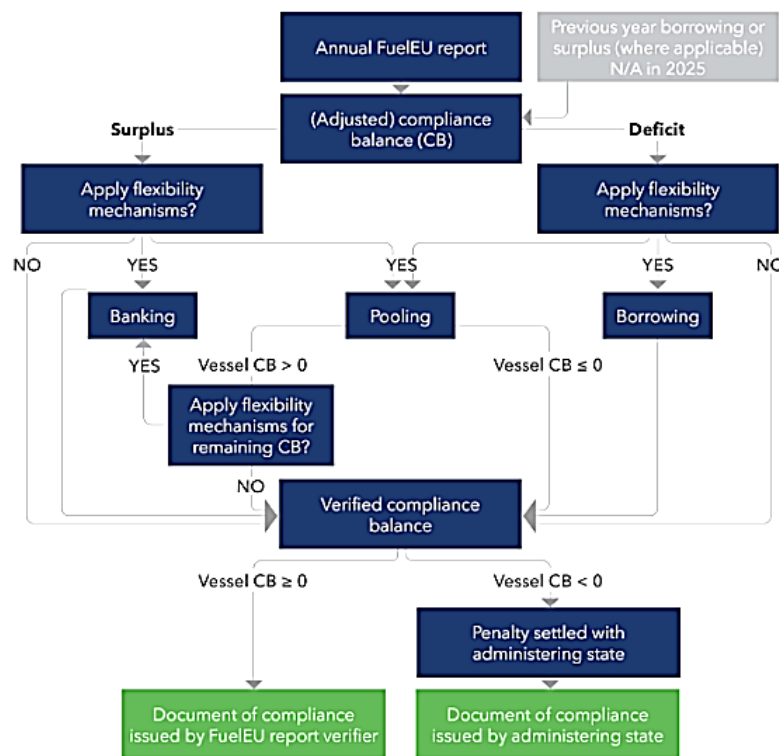 Annual FuelEU report
Previous year borrowing or
surplus (where applicable)
N/A in 2025
Surplus
(Adjusted) compliance
balance (CB)
Deficit
Apply flexibility
mechanisms?
Apply flexibility
mechanisms?
NO
YES
YES
YES
NO
Banking
Pooling
Borrowing
YES
Vessel CB > 0
Vessel CB ≤ 0
Apply flexibility
mechanisms for
remaining CB?
NO
Verified compliance
balance
Vessel CB ≥ 0
Vessel CB < 0
Penalty settled with
administering state
Document of compliance
issued by FuelEU report verifier
Document of compliance
issued by administering state